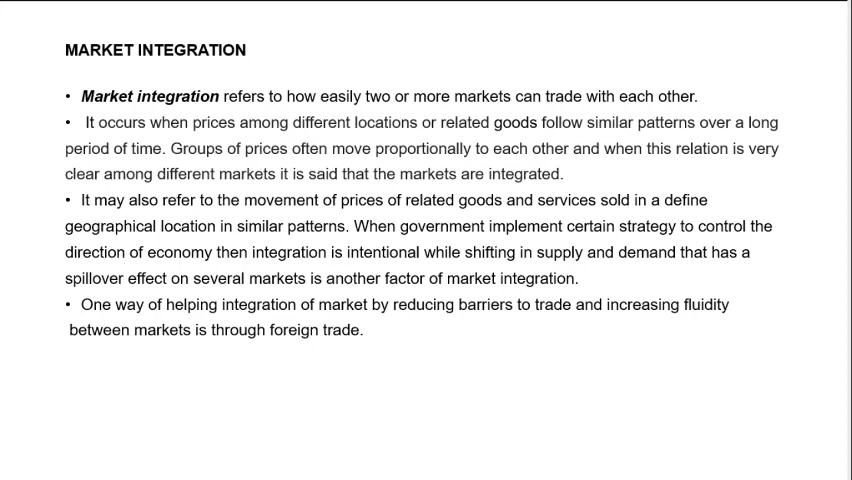 MARKET INTEGRATION
• Market integration refers to how easily two or more markets can trade with each other.
• It occurs when prices among different locations or related goods follow similar patterns over a long
period of time. Groups of prices often move proportionally to each other and when this relation is very
clear among different markets it is said that the markets are integrated.
• It may also refer to the movement of prices of related goods and services sold in a define
geographical location in similar patterns. When government implement certain strategy to control the
direction of economy then integration is intentional while shifting in supply and demand that has a
spillover effect on several markets is another factor of market integration.
• One way of helping integration of market by reducing barriers to trade and increasing fluidity
between markets is through foreign trade.